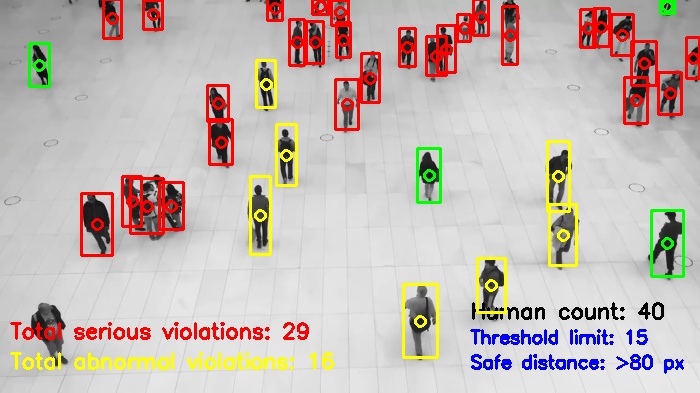 Human count: 40
Total serious violations: 29
Threshold limit: 15
Total abnormal violations: 16
Safe distance: >80 px